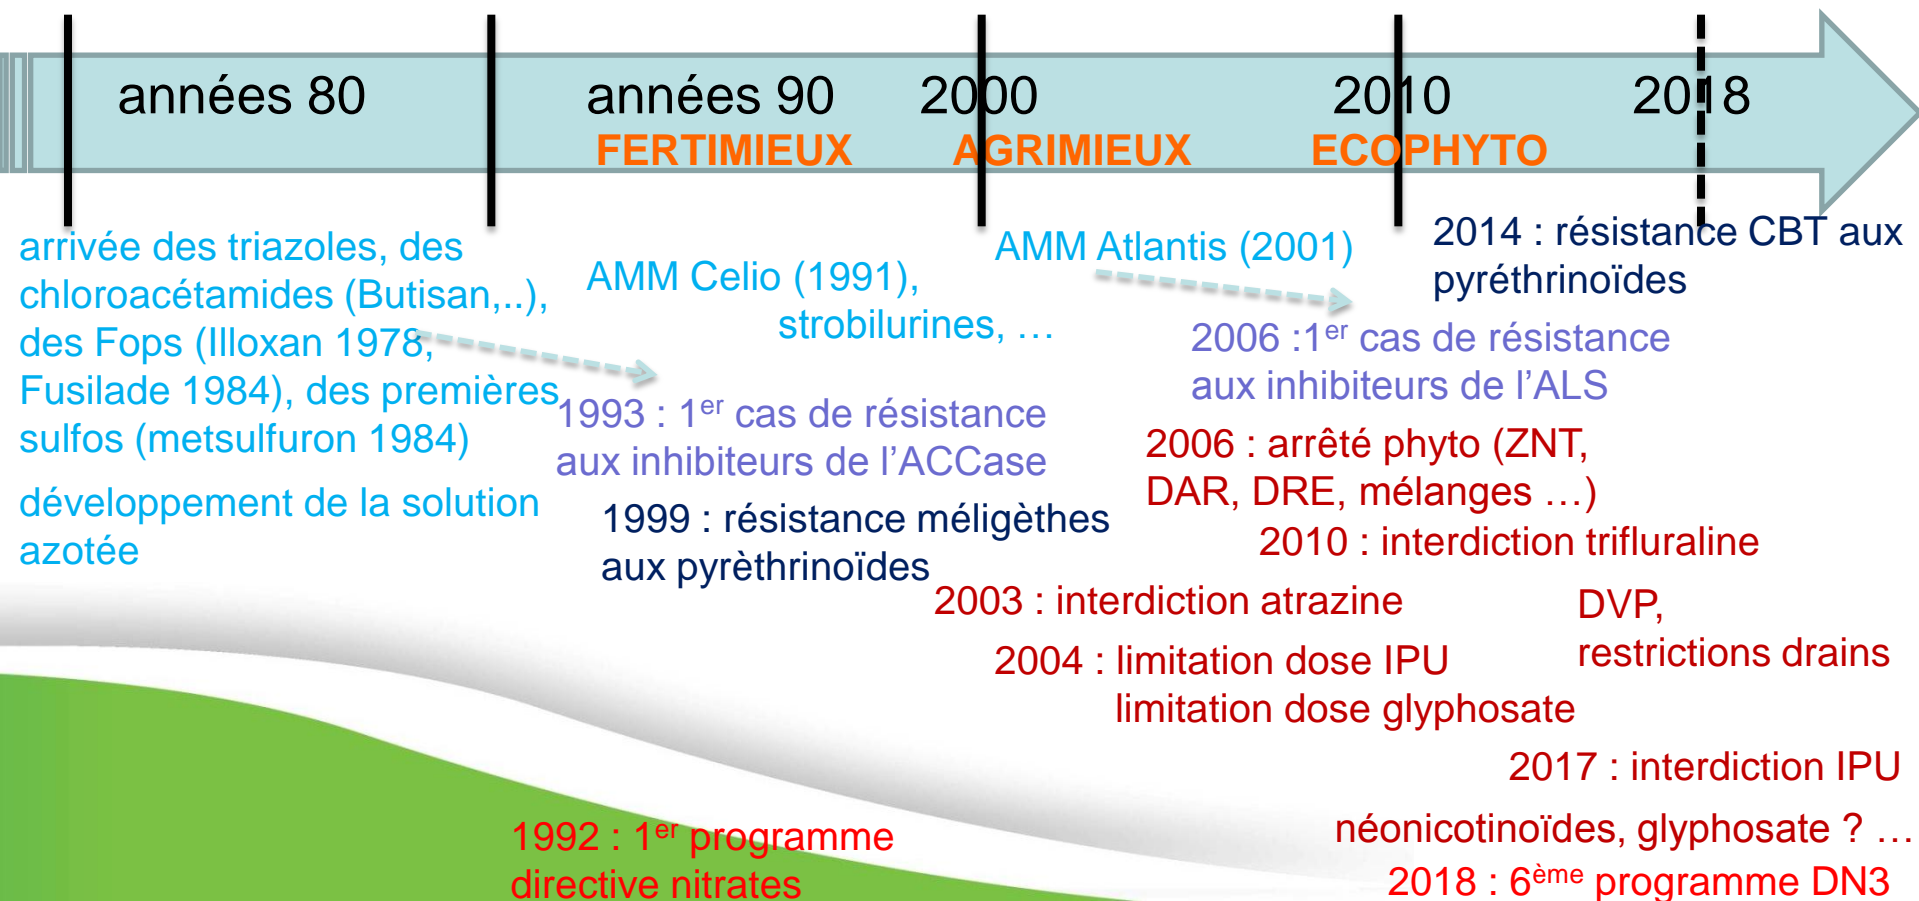 années 80
années 90
2000
2010
2018
FERTIMIEUX
AGRIMIEUX
ECOPHYTO
arrivée des triazoles, des
chloroacétamides (Butisan,..),
des Fops (Illoxan 1978,
Fusilade 1984), des premières
sulfos (metsulfuron 1984)
développement de la solution
azotée
AMM Celio (1991),
strobilurines, …
1993 : 1er cas de résistance
aux inhibiteurs de l’ACCase
1999 : résistance méligèthes
aux pyrèthrinoïdes
AMM Atlantis (2001)
2014 : résistance CBT aux
pyréthrinoïdes
2006 :1er cas de résistance
aux inhibiteurs de l’ALS
2006 : arrêté phyto (ZNT,
DAR, DRE, mélanges …)
2010 : interdiction trifluraline
2003 : interdiction atrazine
DVP,
restrictions drains
2004 : limitation dose IPU
limitation dose glyphosate
2017 : interdiction IPU
néonicotinoïdes, glyphosate ? …
1992 : 1er programme
directive nitrates
2018 : 6ème programme DN3